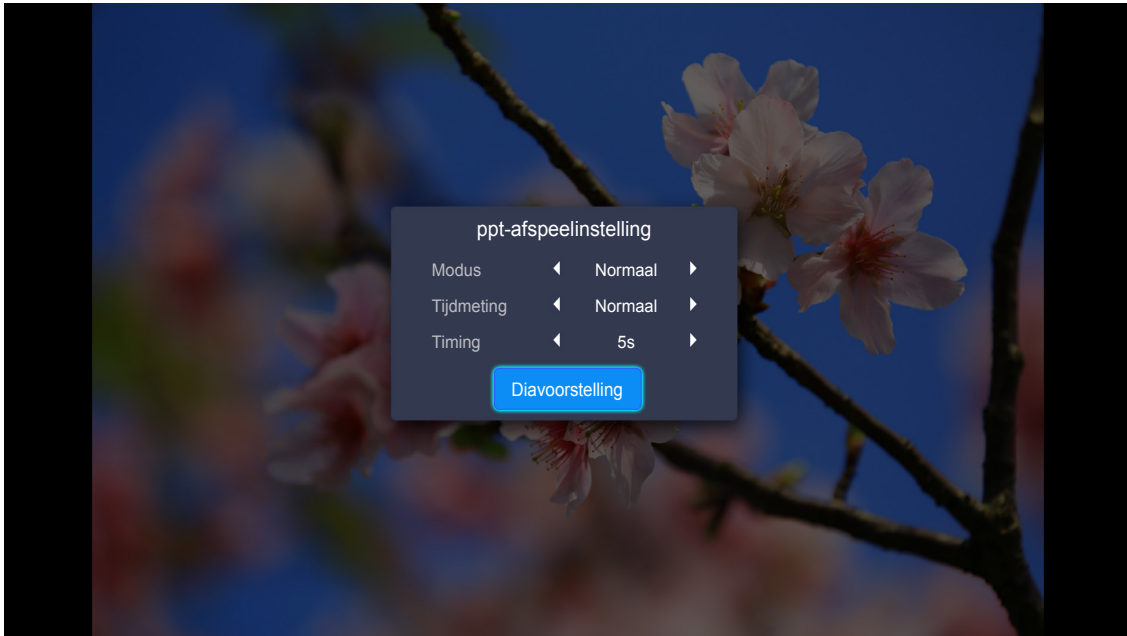 ppt-afspeelinstelling
Modus Normaal
Tijdmeting Normaal
Timing 5s
Diavoorstelling